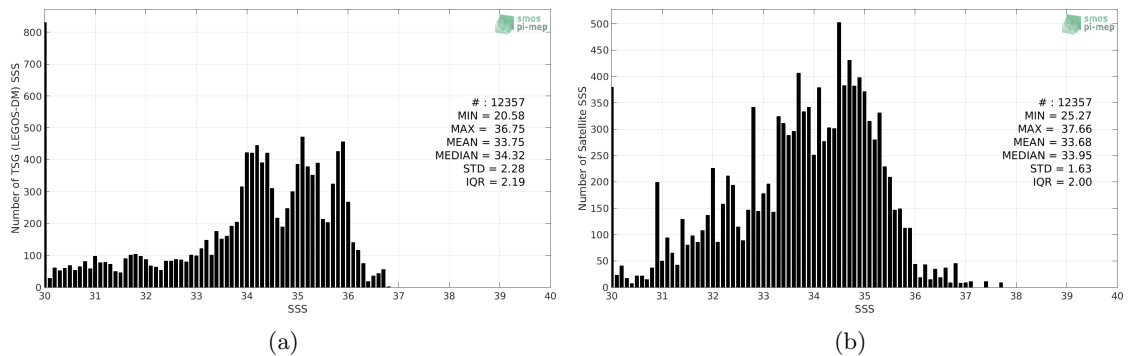 smos
pi-mep
Number of TSG (LEGOS-DM) SSS
800
700
600
500
400
300
200
100
0
# : 12357
MIN = 20.58
MAX = 36.75
MEAN = 33.75
MEDIAN = 34.32
STD = 2.28
IQR = 2.19
30 31 32 33 34 35 36 37 38 39 40
SSS
(a)
smos
pi-mep
Number of Satellite SSS
500
450
400
350
300
250
200
150
100
50
0
# : 12357
MIN = 25.27
MAX = 37.66
MEAN = 33.68
MEDIAN = 33.95
STD = 1.63
IQR = 2.00
30 31 32 33 34 35 36 37 38 39 40
SSS
(b)